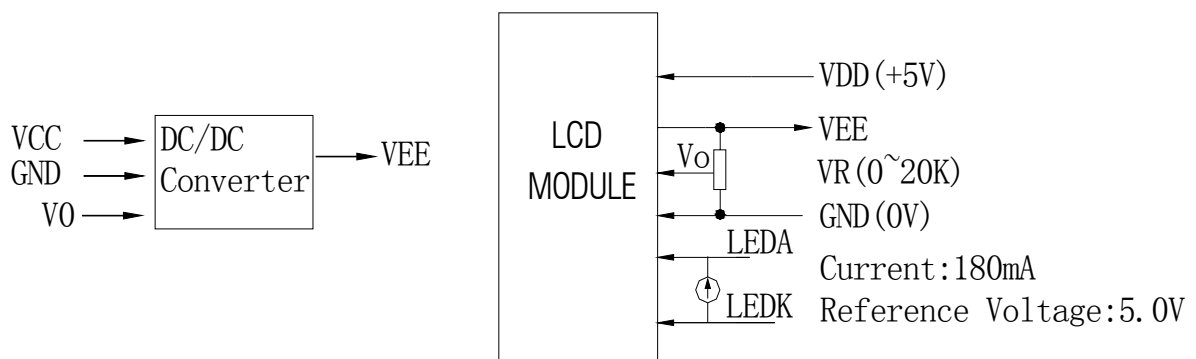 VCC
GND
V0
DC/DC
Converter
VEE
LCD
MODULE
VDD(+5V)
VEE
Vo
VR(0~20K)
GND(0V)
LEDA
Current:180mA
LEDK
Reference Voltage:5.0V